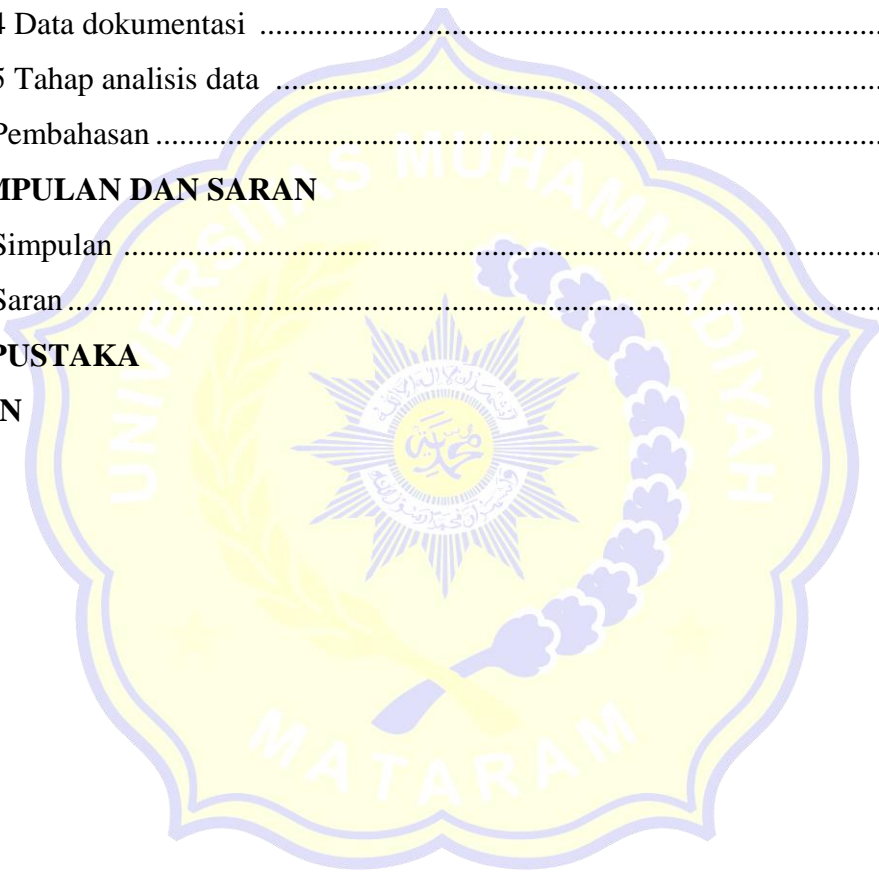 4 Data dokumentasi ........................................................................................
5 Tahap analisis data ......................................................................................
Pembahasan ..................................................................................................
MPULAN DAN SARAN
Simpulan ......................................................................................................
Saran .............................................................................................................
PUSTAKA
N
UNIVERSITAS MUHAMMADIYAH
MATARAM